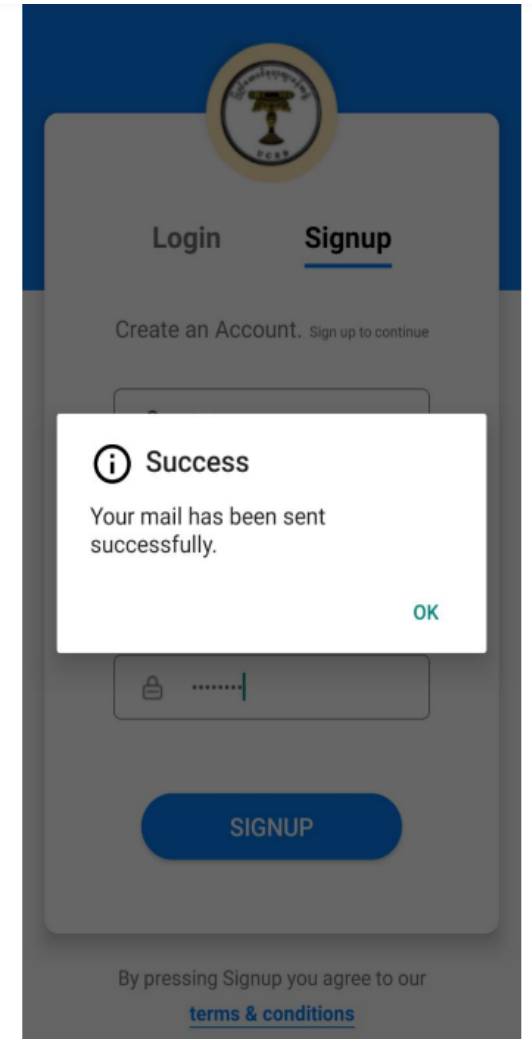 UCSB
Login Signup
Create an Account. Sign up to continue
Success
Your mail has been sent
successfully.
OK
••••••••
SIGNUP
By pressing Signup you agree to our
terms & conditions